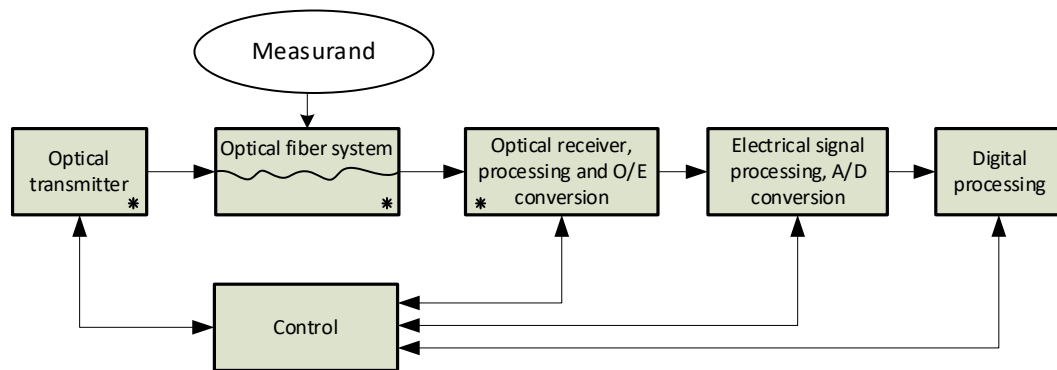 Measurand
Optical
transmitter
*
Optical fiber system
*
Optical receiver,
processing and O/E
conversion
*
Electrical signal
processing, A/D
conversion
Digital
processing
Control